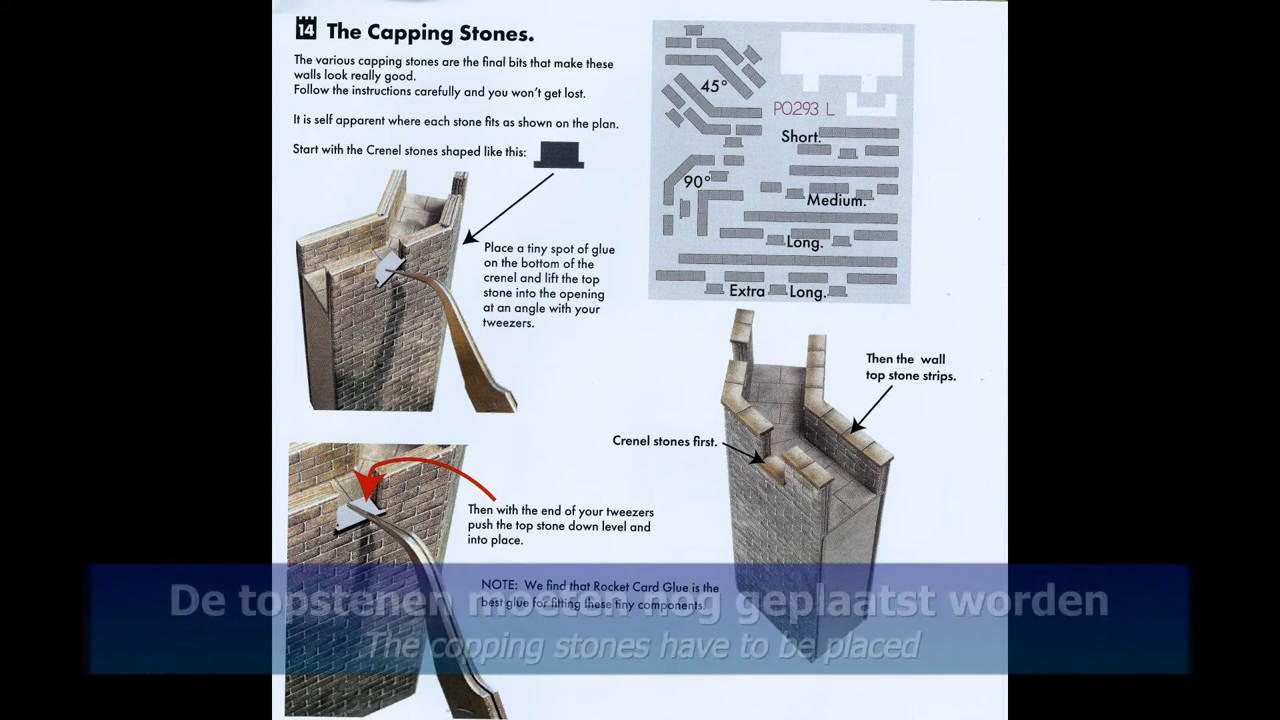 14 The Capping Stones.
The various capping stones are the final bits that make these
walls look really good.
Follow the instructions carefully and you won't get lost.
It is self apparent where each stone fits as shown on the plan.
Start with the Crenel stones shaped like this:
Place a tiny spot of glue
on the bottom of the
crenel and lift the top
stone into the opening
at an angle with your
tweezers.
45°
PO293 L
Short.
90°
Medium.
Long.
Extra Long.
Then the wall
top stone strips.
Crenel stones first.
Then with the end of your tweezers
push the top stone down level and
into place.
NOTE: We find that Rocket Card Glue is the
best glue for fitting these tiny components.
De topstenen moeten nog geplaatst worden
The copping stones have to be placed